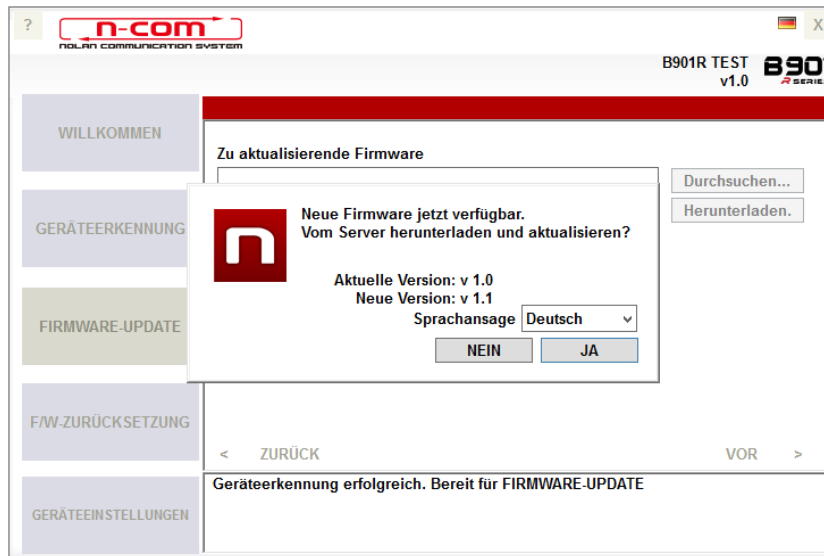 ?
n-com
NOLAN COMMUNICATION SYSTEM
X
B901R TEST
v1.0
B901
R SERIES
WILLKOMMEN
GERÄTEERKENNUNG
FIRMWARE-UPDATE
F/W-ZURÜCKSETZUNG
GERÄTEEINSTELLUNGEN
Zu aktualisierende Firmware
Durchsuchen...
Herunterladen.
n
Neue Firmware jetzt verfügbar.
Vom Server herunterladen und aktualisieren?
Aktuelle Version: v 1.0
Neue Version: v 1.1
Sprachansage Deutsch
NEIN JA
< ZURÜCK VOR >
Geräteerkennung erfolgreich. Bereit für FIRMWARE-UPDATE